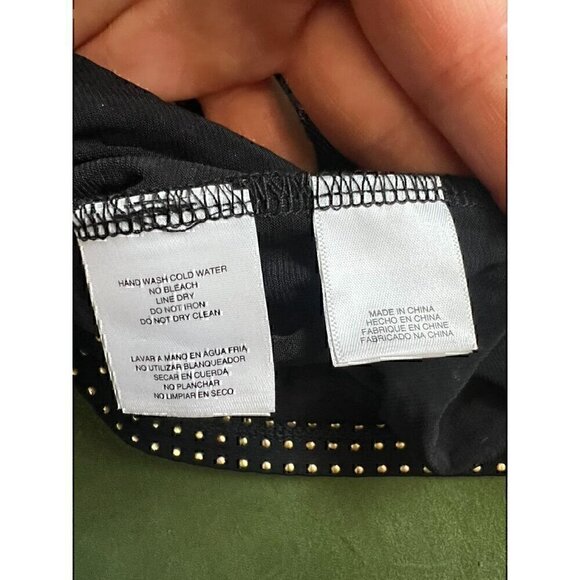 HAND WASH COLD WATER
NO BLEACH
LINE DRY
DO NOT IRON
DO NOT DRY CLEAN
LAVAR A MANO EN AGUA FRIA
NO UTILIZAR BLANQUEADOR
SECAR EN CUERDA
NO PLANCHAR
NO LIMPIAR EN SECO
MADE IN CHINA
HECHO EN CHINA
FABRIQUE EN CHINE
FABRICADO NA CHINA